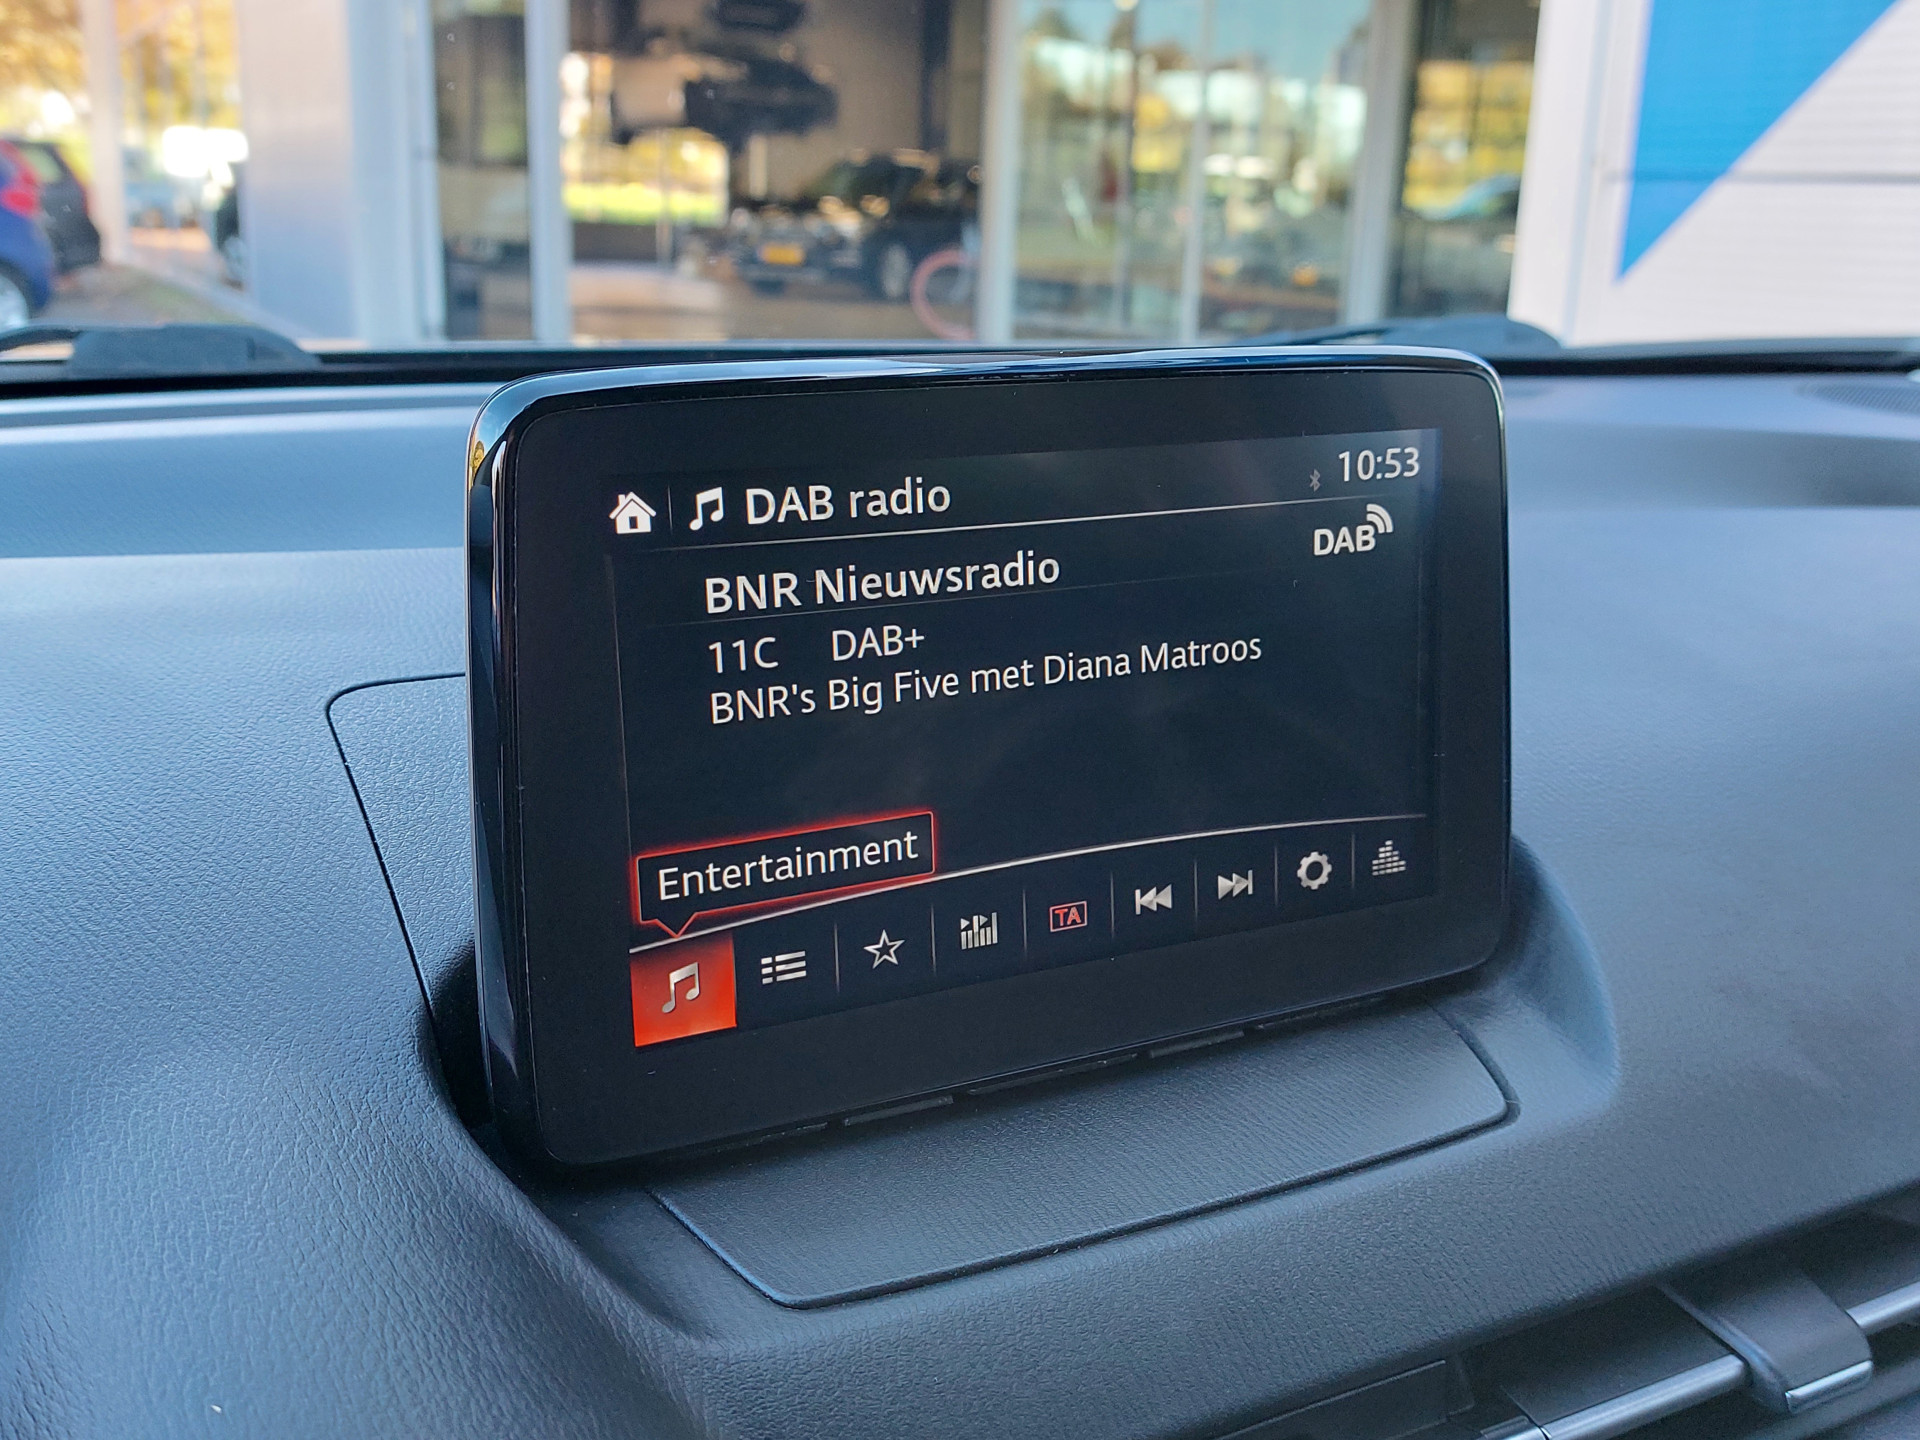 DAB radio
10:53
DAB
BNR Nieuwsradio
11C DAB+
BNR's Big Five met Diana Matroos
Entertainment
TA